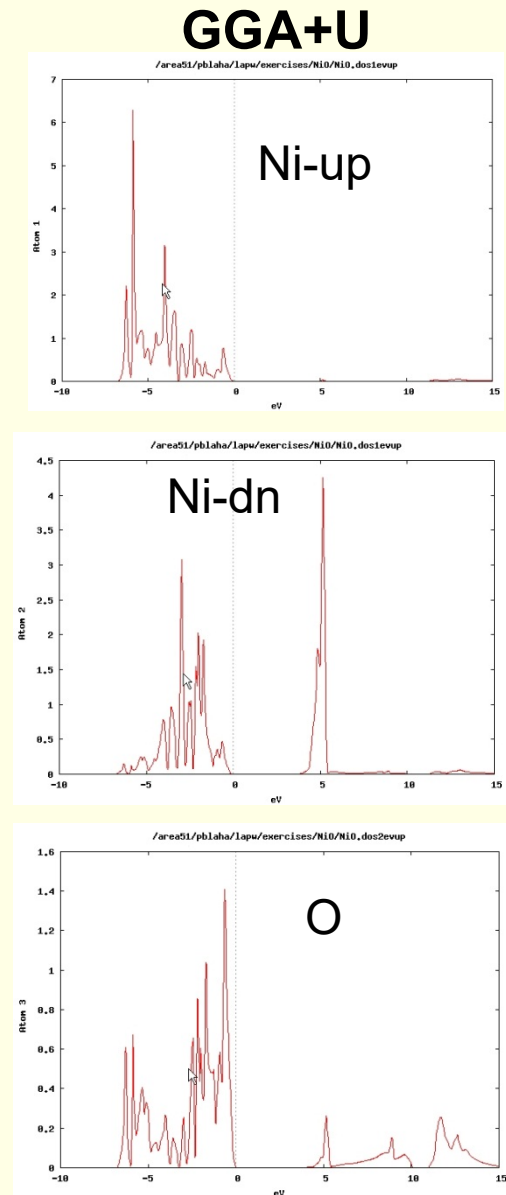 GGA+U
/area51/pblaha/lapw/exercises/NiO/NiO.dos1evup
7
6
5
4
3
2
1
0
Atom 1
Ni-up
-10 -5 0 5 10 15
eV
/area51/pblaha/lapw/exercises/NiO/NiO.dos1evup
4.5
4
3.5
3
2.5
2
1.5
1
0.5
0
Atom 2
Ni-dn
-10 -5 0 5 10 15
eV
/area51/pblaha/lapw/exercises/NiO/NiO.dos2evup
1.6
1.4
1.2
1
0.8
0.6
0.4
0.2
0
Atom 3
O
-10 -5 0 5 10 15
eV